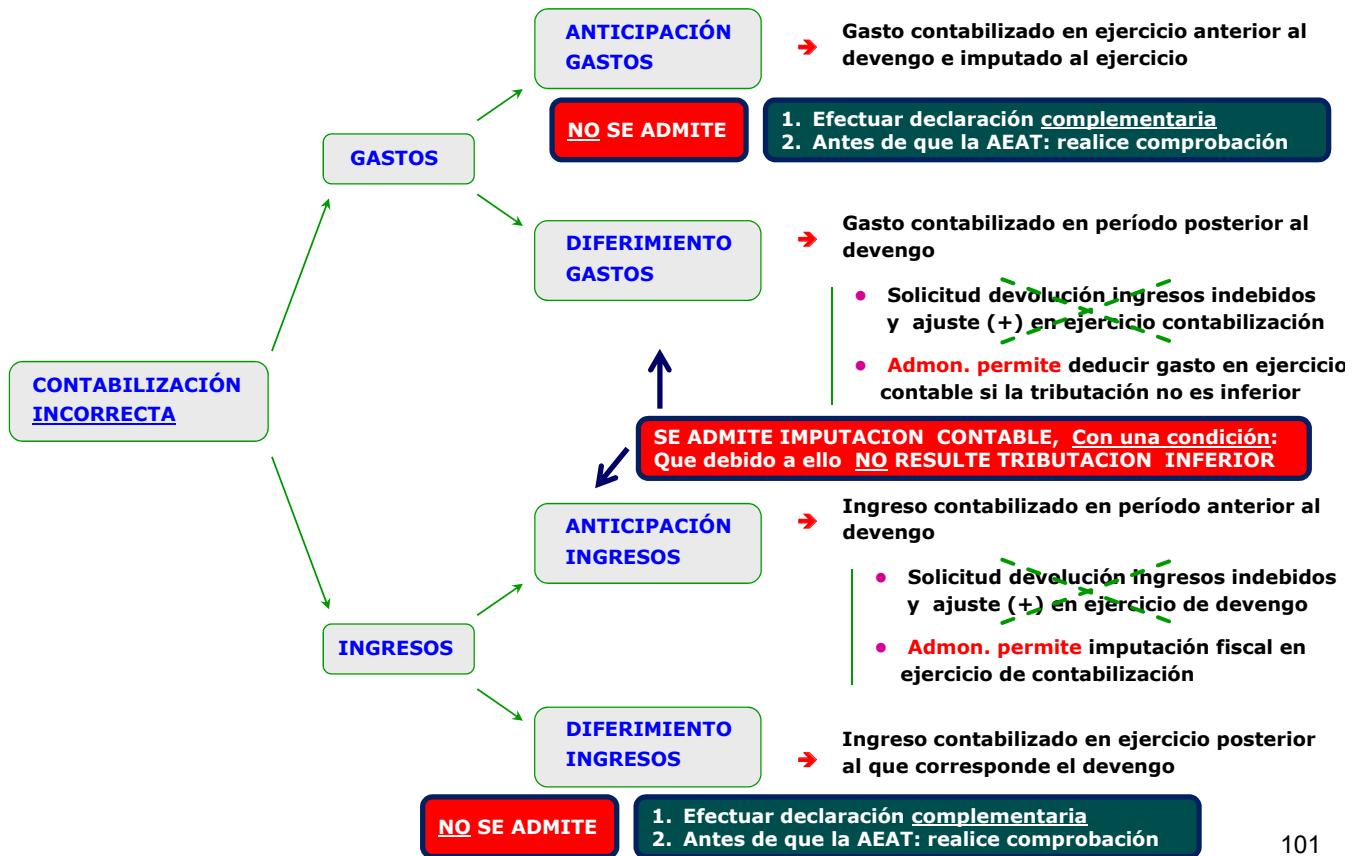 ANTICIPACIÓN
GASTOS
➔ Gasto contabilizado en ejercicio anterior al
devengo e imputado al ejercicio
NO SE ADMITE
1. Efectuar declaración complementaria
2. Antes de que la AEAT: realice comprobación
GASTOS
DIFERIMIENTO
GASTOS
➔ Gasto contabilizado en período posterior al
devengo
• Solicitud devolución ingresos indebidos
y ajuste (+) en ejercicio contabilización
• Admon. permite deducir gasto en ejercicio
contable si la tributación no es inferior
CONTABILIZACIÓN
INCORRECTA
SE ADMITE IMPUTACION CONTABLE, Con una condición:
Que debido a ello NO RESULTE TRIBUTACION INFERIOR
ANTICIPACIÓN
INGRESOS
➔ Ingreso contabilizado en período anterior al
devengo
• Solicitud devolución ingresos indebidos
y ajuste (+) en ejercicio de devengo
• Admon. permite imputación fiscal en
ejercicio de contabilización
INGRESOS
DIFERIMIENTO
INGRESOS
➔ Ingreso contabilizado en ejercicio posterior
al que corresponde el devengo
NO SE ADMITE
1. Efectuar declaración complementaria
2. Antes de que la AEAT: realice comprobación
101